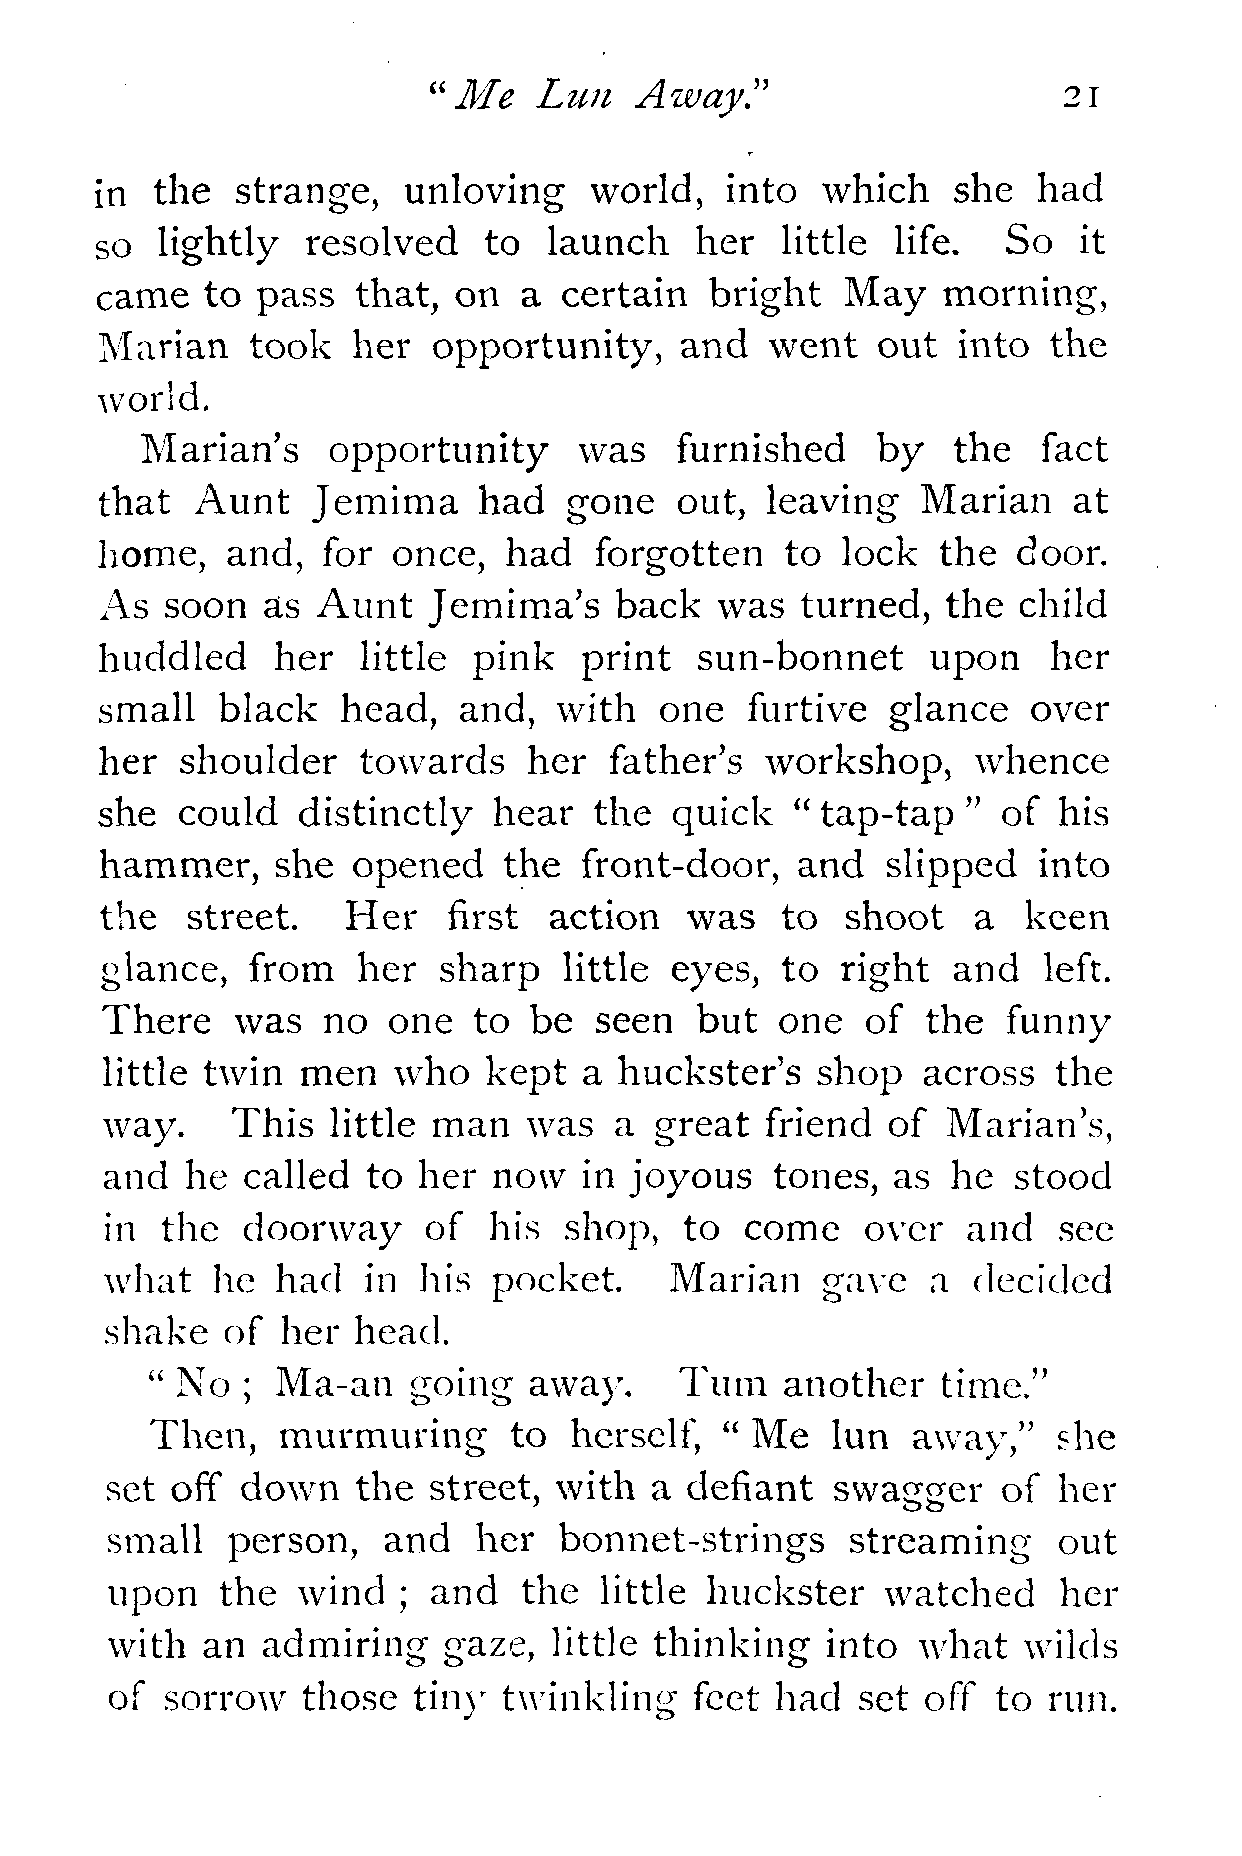 "Me Lun Away." 21
in the strange, unloving world, into which she had
so lightly resolved to launch her little life. So it
came to pass that, on a certain bright May morning,
Marian took her opportunity, and went out into the
world.
Marian's opportunity was furnished by the fact
that Aunt Jemima had gone out, leaving Marian at
home, and, for once, had forgotten to lock the door.
As soon as Aunt Jemima's back was turned, the child
huddled her little pink print sun-bonnet upon her
small black head, and, with one furtive glance over
her shoulder towards her father's workshop, whence
she could distinctly hear the quick "tap-tap" of his
hammer, she opened the front-door, and slipped into
the street. Her first action was to shoot a keen
glance, from her sharp little eyes, to right and left.
There was no one to be seen but one of the funny
little twin men who kept a huckster's shop across the
way. This little man was a great friend of Marian's,
and he called to her now in joyous tones, as he stood
in the doorway of his shop, to come over and see
what he had in his pocket. Marian gave a decided
shake of her head.
"No; Ma-an going away. Tum another time."
Then, murmuring to herself, "Me lun away," she
set off down the street, with a defiant swagger of her
small person, and her bonnet-strings streaming out
upon the wind; and the little huckster watched her
with an admiring gaze, little thinking into what wilds
of sorrow those tiny twinkling feet had set off to run.